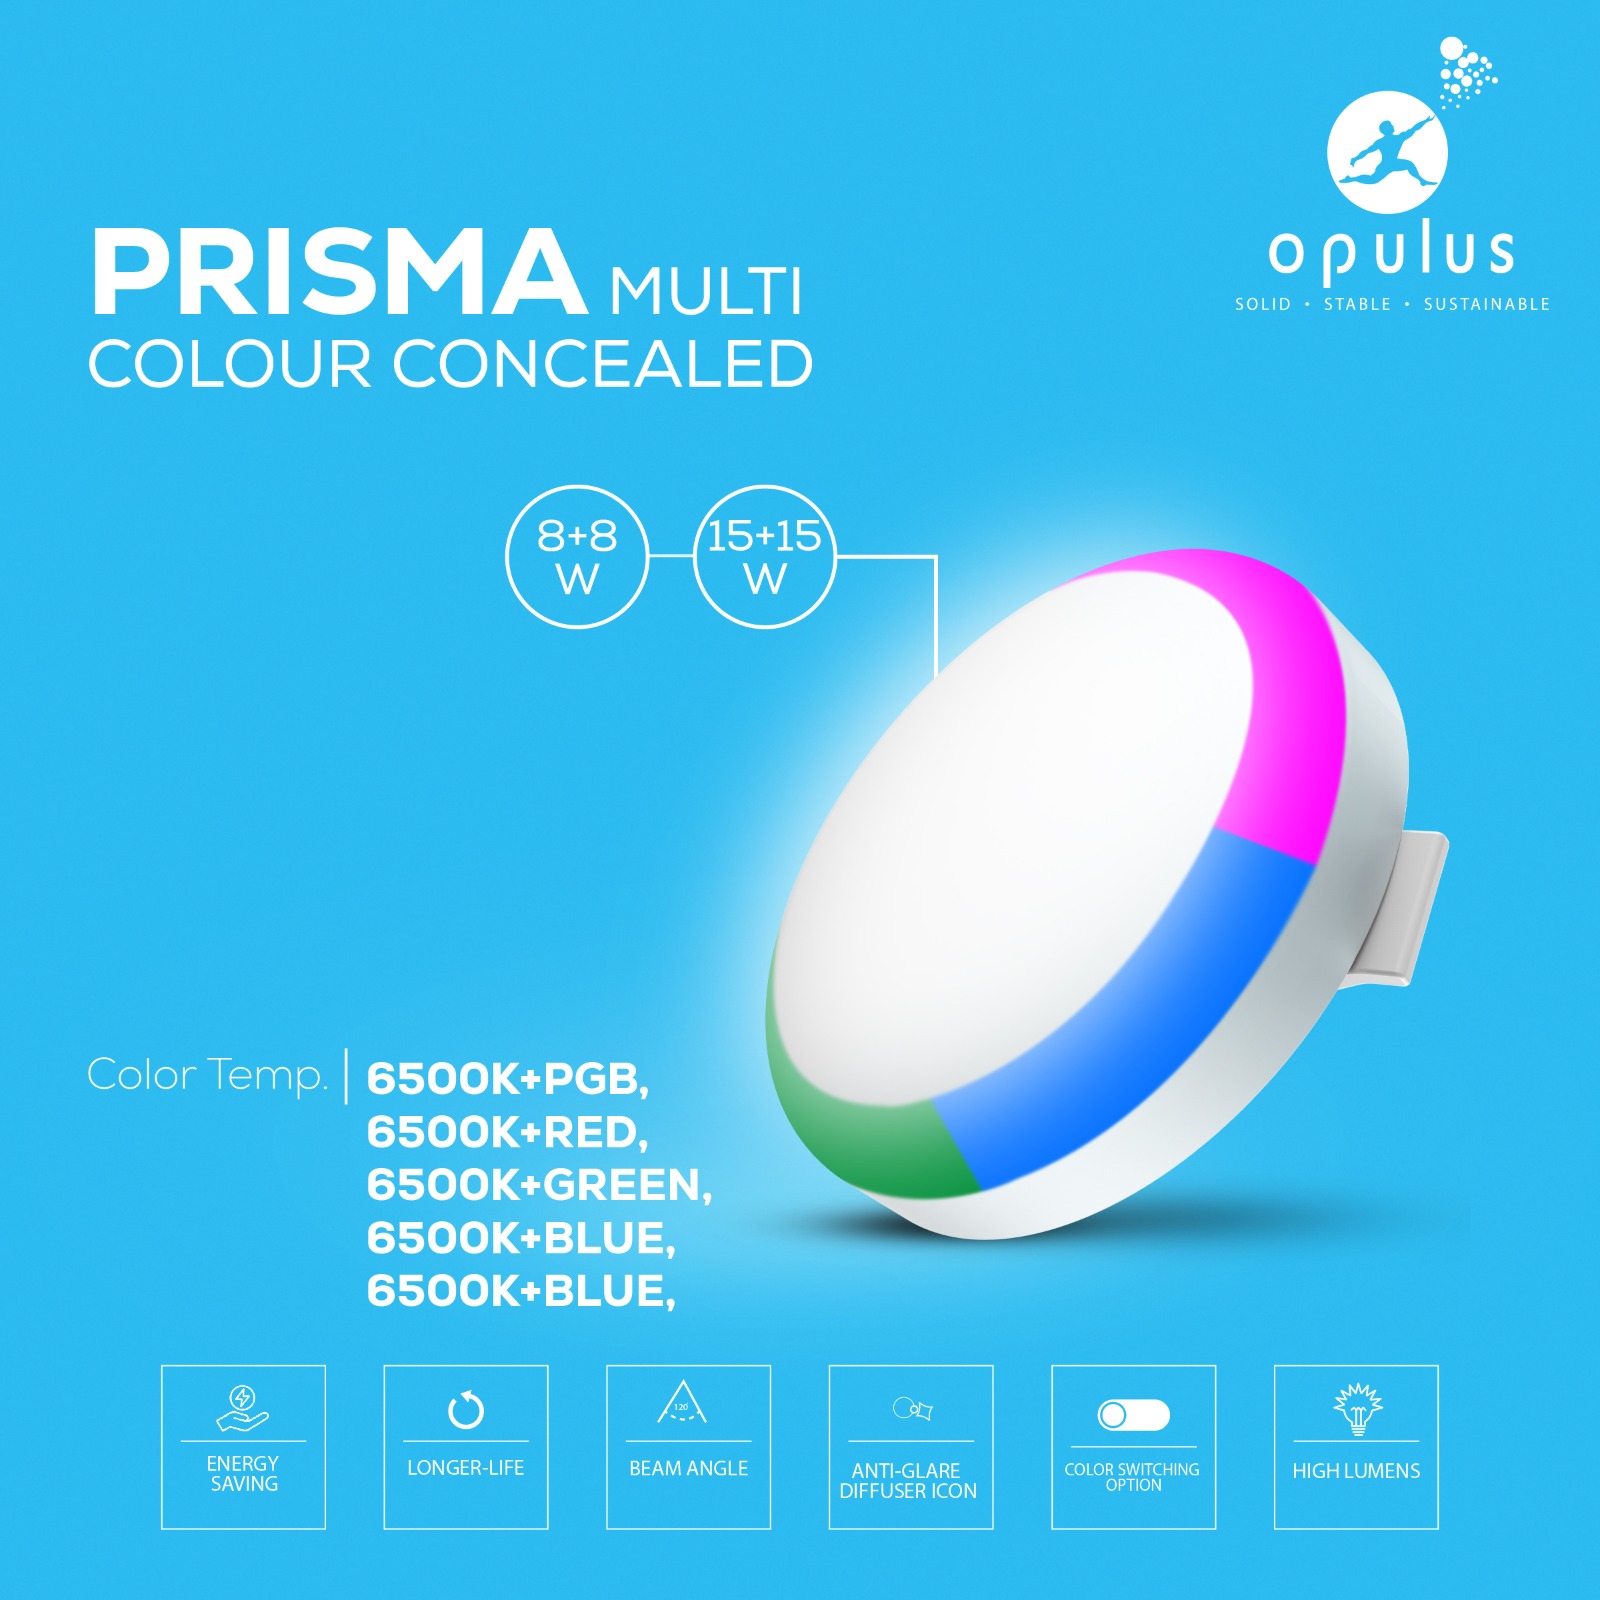 opulus
SOLID • STABLE • SUSTAINABLE
PRISMA MULTI
COLOUR CONCEALED
8+8
W
15+15
W
Color Temp.
6500K+PGB,
6500K+RED,
6500K+GREEN,
6500K+BLUE,
6500K+BLUE,
ENERGY
SAVING
LONGER-LIFE
120
BEAM ANGLE
ANTI-GLARE
DIFFUSER ICON
COLOR SWITCHING
OPTION
HIGH LUMENS